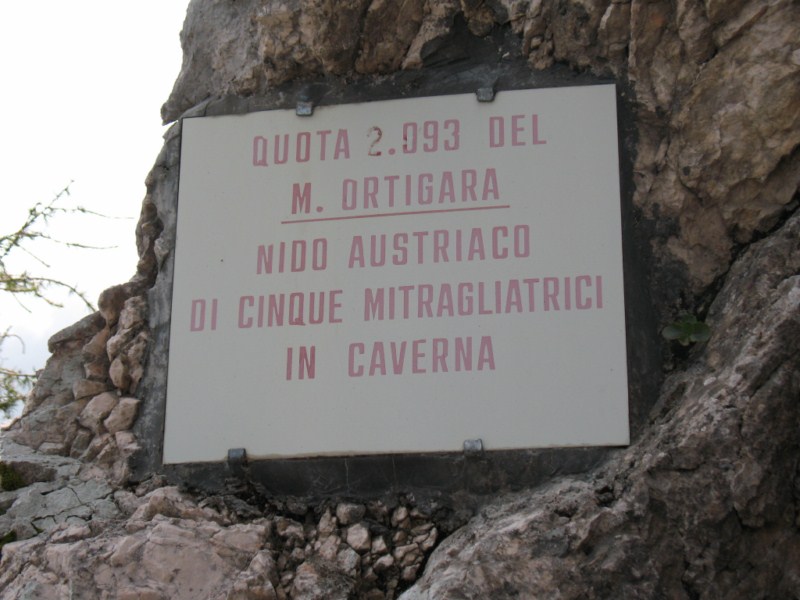 QUOTA 2.093 DEL
M. ORTIGARA
NIDO AUSTRIACO
DI CINQUE MITRAGLIATRICI
IN CAVERNA